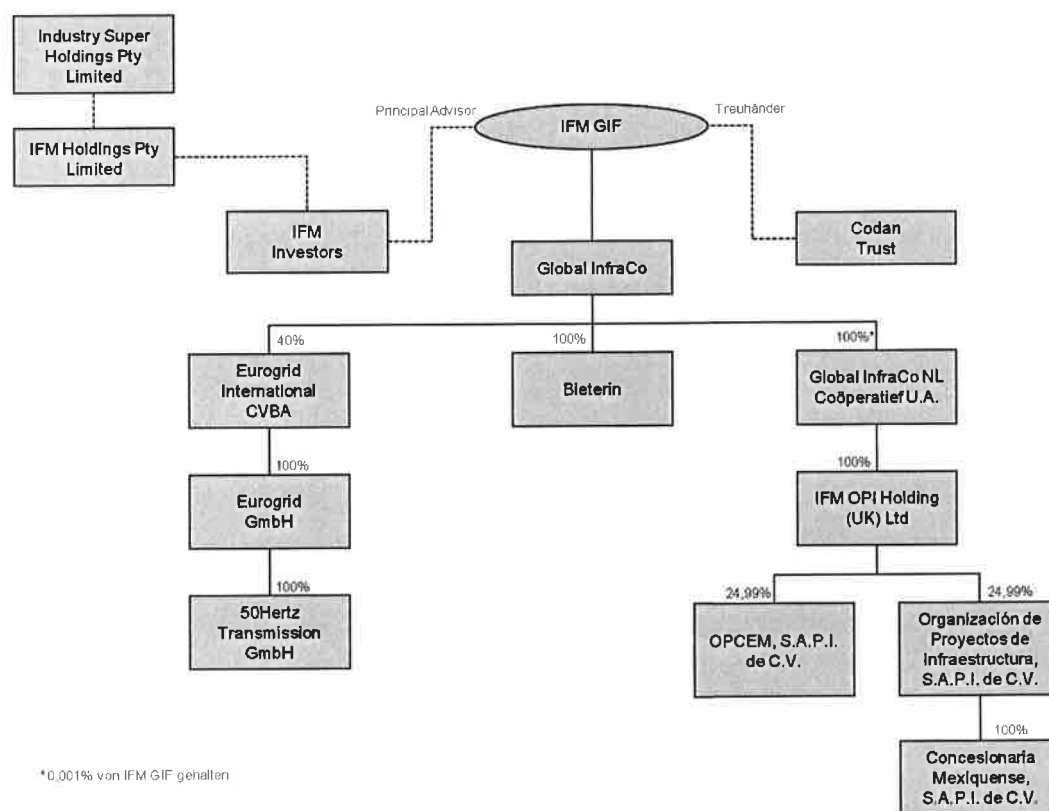 Industry Super
Holdings Pty
Limited
Principal Advisor
Treuhänder
IFM GIF
IFM Holdings Pty
Limited
IFM
Investors
Codan
Trust
Global InfraCo
40%
100%
100%*
Eurogrid
International
CVBA
Bieterin
Global InfraCo NL
Coöperatief U.A.
100%
100%
Eurogrid
GmbH
IFM OPI Holding
(UK) Ltd
100%
24,99%
24,99%
50Hertz
Transmission
GmbH
OPCEM, S.A.P.I.
de C.V.
Organización de
Proyectos de
Infraestructura,
S.A.P.I. de C.V.
100%
Concesionaria
Mexiquense,
S.A.P.I. de C.V.
*0,001% von IFM GIF gehalten